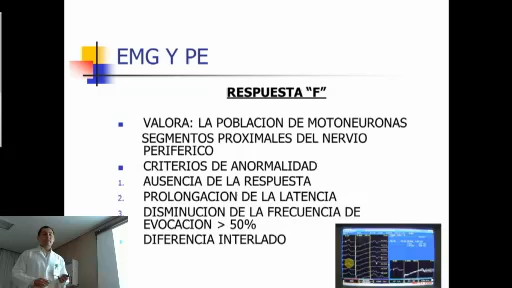 EMG Y PE
RESPUESTA "F"
VALORA: LA POBLACION DE MOTONEURONAS
SEGMENTOS PROXIMALES DEL NERVIO
PERIFERICO
CRITERIOS DE ANORMALIDAD
1. AUSENCIA DE LA RESPUESTA
2. PROLONGACION DE LA LATENCIA
3. DISMINUCION DE LA FRECUENCIA DE
EVOCACION > 50%
DIFERENCIA INTERLADO